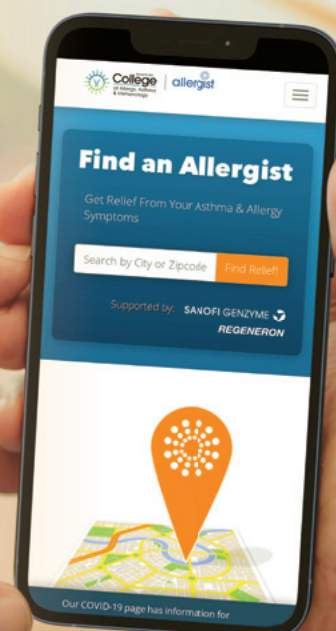 College
of Allergy, Asthma
& Immunology
allergist
Find an Allergist
Get Relief From Your Asthma & Allergy
Symptoms
Search by City or Zipcode
Find Relief!
Supported by: SANOFI GENZYME
REGENERON
Our COVID-19 page has information for